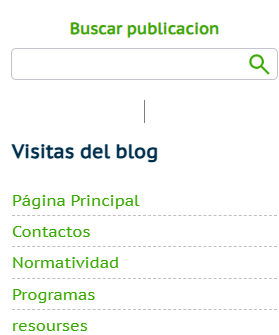 Buscar publicacion
Visitas del blog
Página Principal
Contactos
Normatividad
Programas
resourses